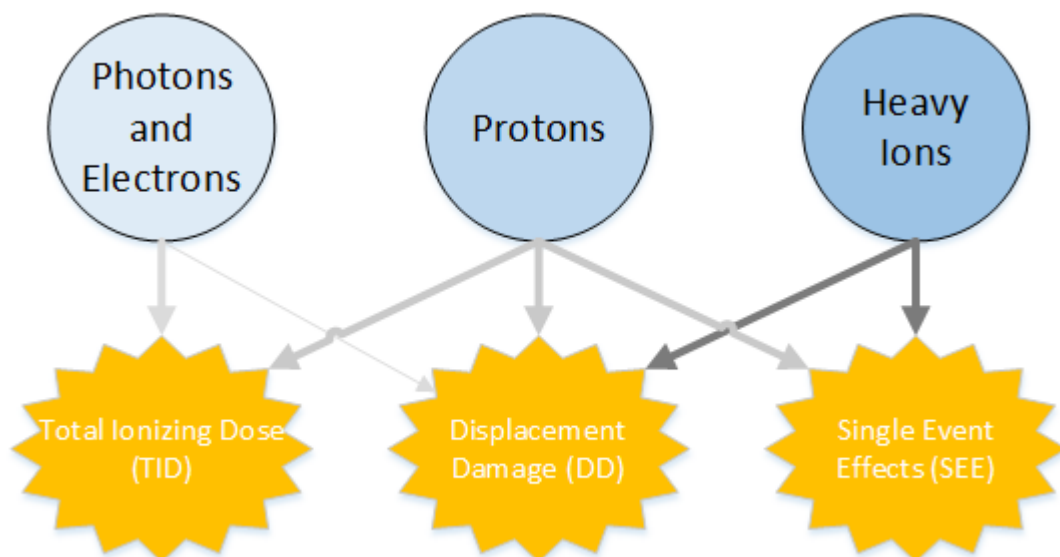 Photons
and
Electrons
Protons
Heavy
Ions
Total Ionizing Dose
(TID)
Displacement
Damage (DD)
Single Event
Effects (SEE)